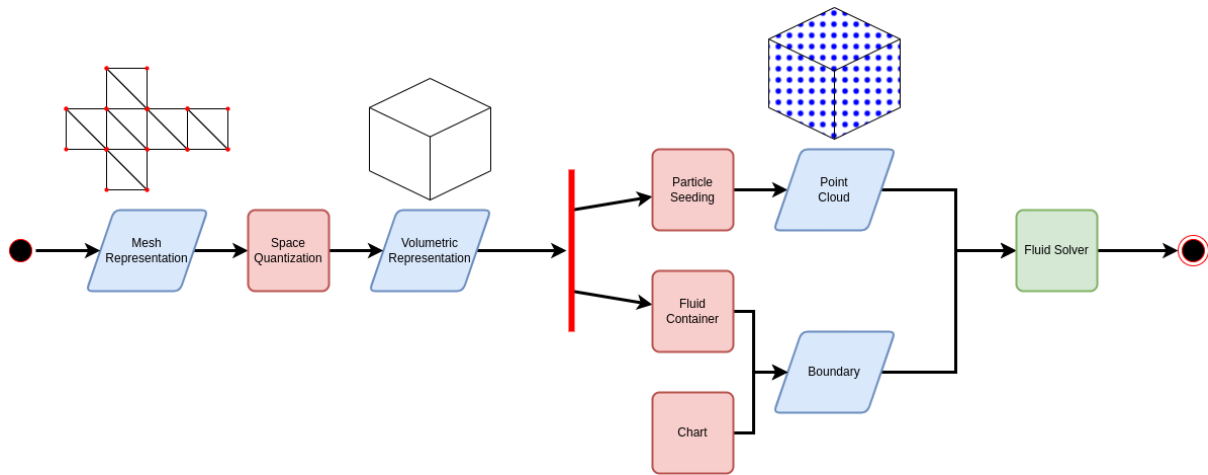 Mesh
Representation
Space
Quantization
Volumetric
Representation
Particle
Seeding
Point
Cloud
Fluid
Container
Chart
Boundary
Fluid Solver